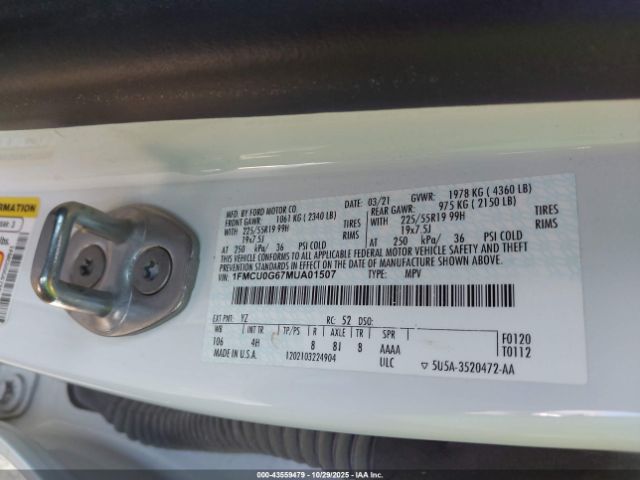 MFD. BY FORD MOTOR CO.
DATE: 03/21 GVWR: 1978 KG ( 4360 LB)
FRONT GAWR: 1061 KG ( 2340 LB) REAR GAWR: 975 KG ( 2150 LB)
WITH 225/55R19 99H TIRES WITH 225/55R19 99H TIRES
19x7.5J RIMS 19x7.5J RIMS
AT 250 kPa/ 36 PSI COLD AT 250 kPa/ 36 PSI COLD
THIS VEHICLE CONFORMS TO ALL APPLICABLE FEDERAL MOTOR VEHICLE SAFETY AND THEFT
PREVENTION STANDARDS IN EFFECT ON THE DATE OF MANUFACTURE SHOWN ABOVE.
VIN: 1FMCU0G67MUA01507 TYPE: MPV
EXT PNT: YZ RC: 52 DSO:
WB INT TR TP/PS R AXLE TR SPR
106 4H 8 81 8 AAAA
F0120
T0112
MADE IN U.S.A. 1202103224904 ULC ▽ 5U5A-3520472-AA
000-43559479 - 10/29/2025 - COPART